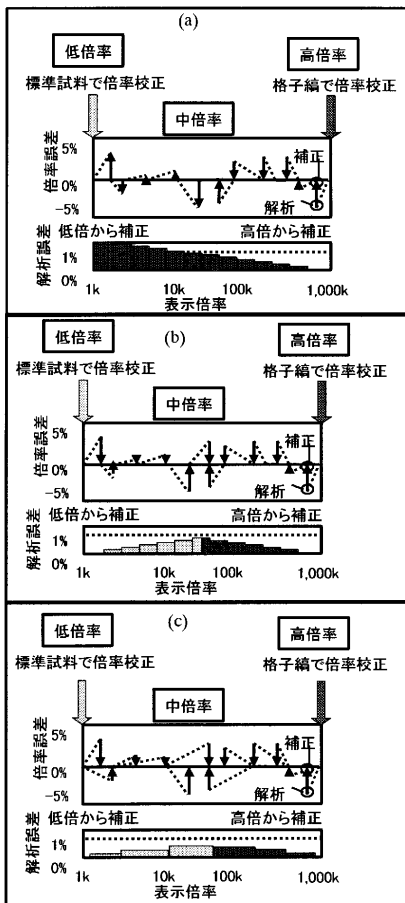 (a)
低倍率
高倍率
標準試料で倍率校正
格子縞で倍率校正
中倍率
倍率誤差
5%
0%
-5%
補正
解析
低倍から補正
高倍から補正
解析誤差
1%
0%
1k
10k
100k
1,000k
表示倍率
(b)
低倍率
高倍率
標準試料で倍率校正
格子縞で倍率校正
中倍率
倍率誤差
5%
0%
-5%
補正
解析
低倍から補正
高倍から補正
解析誤差
1%
0%
1k
10k
100k
1,000k
表示倍率
(c)
低倍率
高倍率
標準試料で倍率校正
格子縞で倍率校正
中倍率
倍率誤差
5%
0%
-5%
補正
解析
低倍から補正
高倍から補正
解析誤差
1%
0%
1k
10k
100k
1,000k
表示倍率